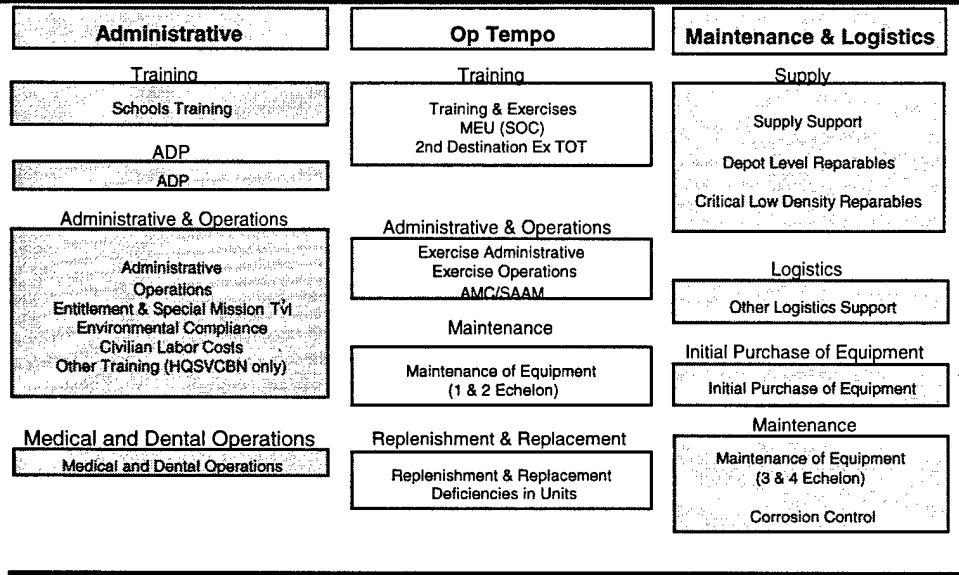 Administrative
Training
Schools Training
ADP
ADP
Administrative & Operations
Administrative
Operations
Entitlement & Special Mission
Environmental Compliance
Civilian Labor Costs
Other Training (HQSVCBN only)
Medical and Dental Operations
Medical and Dental Operations
Op Tempo
Training
Training & Exercises
MEU (SOC)
2nd Destination Ex TOT
Administrative & Operations
Exercise Administrative
Exercise Operations
AMC/SAAM
Maintenance
Maintenance of Equipment
(1 & 2 Echelon)
Replenishment & Replacement
Replenishment & Replacement
Deficiencies in Units
Maintenance & Logistics
Supply
Supply Support
Depot Level Reparables
Critical Low Density Reparables
Logistics
Other Logistics Support
Initial Purchase of Equipment
Initial Purchase of Equipment
Maintenance
Maintenance of Equipment
(3 & 4 Echelon)
Corrosion Control